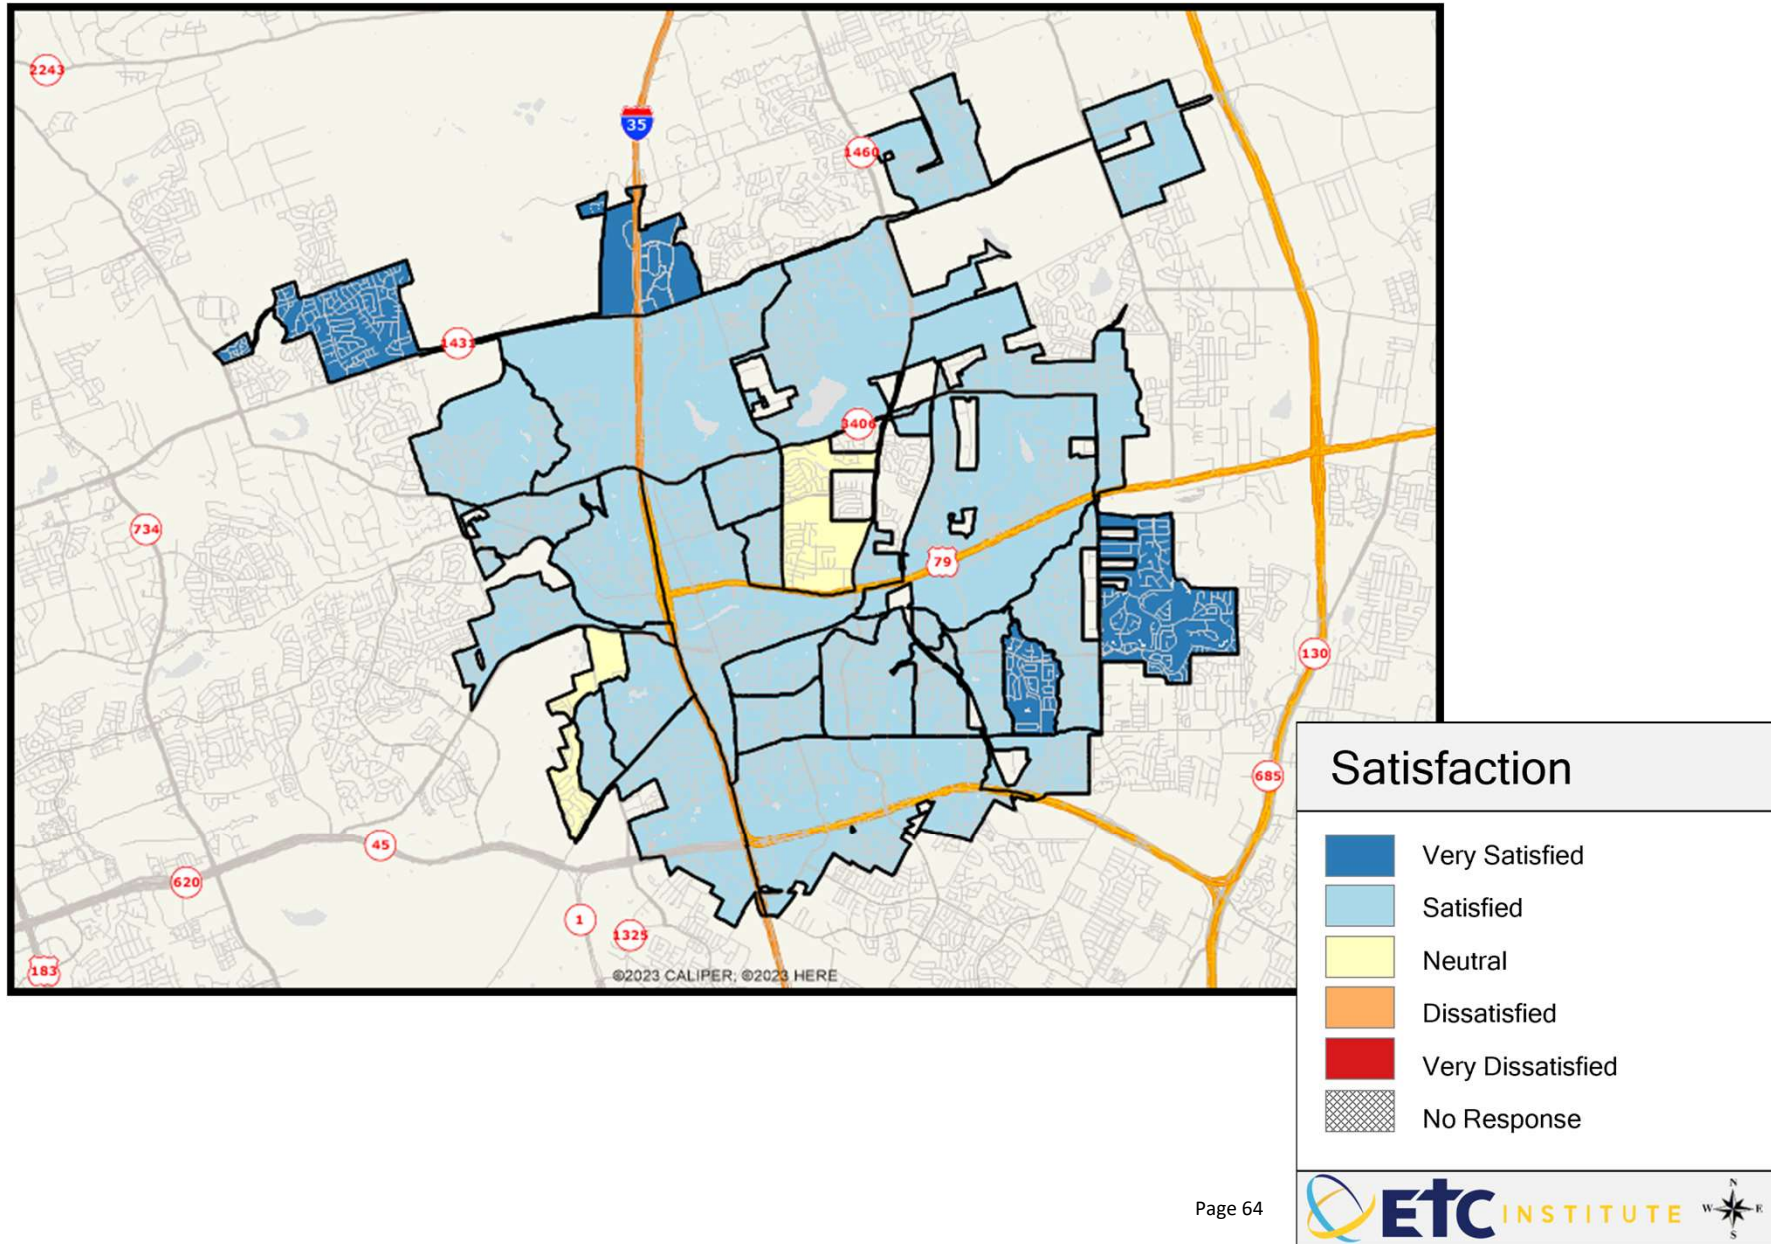 2243
35
1460
1431
3406
734
79
130
685
45
620
1
1325
183
©2023 CALIPER; ©2023 HERE
Satisfaction
Very Satisfied
Satisfied
Neutral
Dissatisfied
Very Dissatisfied
No Response
Page 64
ETC INSTITUTE
N
W E
S